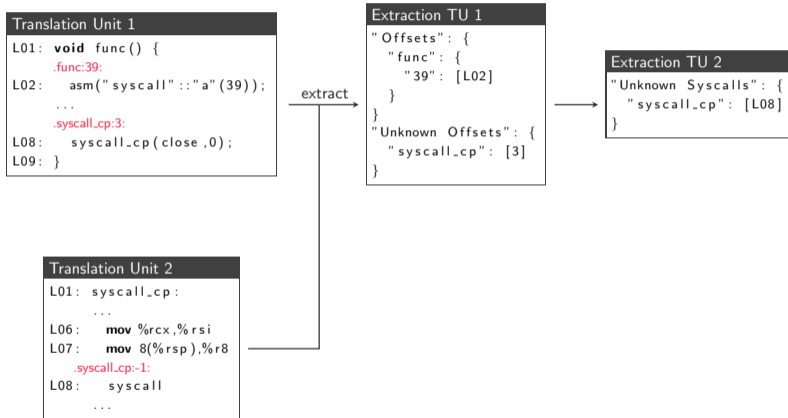 Translation Unit 1
L01: void func() {
.func:39:
L02: asm("syscall"::"a"(39));
...
.syscall_cp:3:
L08: syscall_cp(close,0);
L09: }
extract
Extraction TU 1
"Offsets": {
"func": {
"39": [L02]
}
}
"Unknown Offsets": {
"syscall_cp": [3]
}
Extraction TU 2
"Unknown Syscalls": {
"syscall_cp": [L08]
}
Translation Unit 2
L01: syscall_cp:
...
L06: mov %rcx,%rsi
L07: mov 8(%rsp),%r8
.syscall_cp:-1:
L08: syscall
...